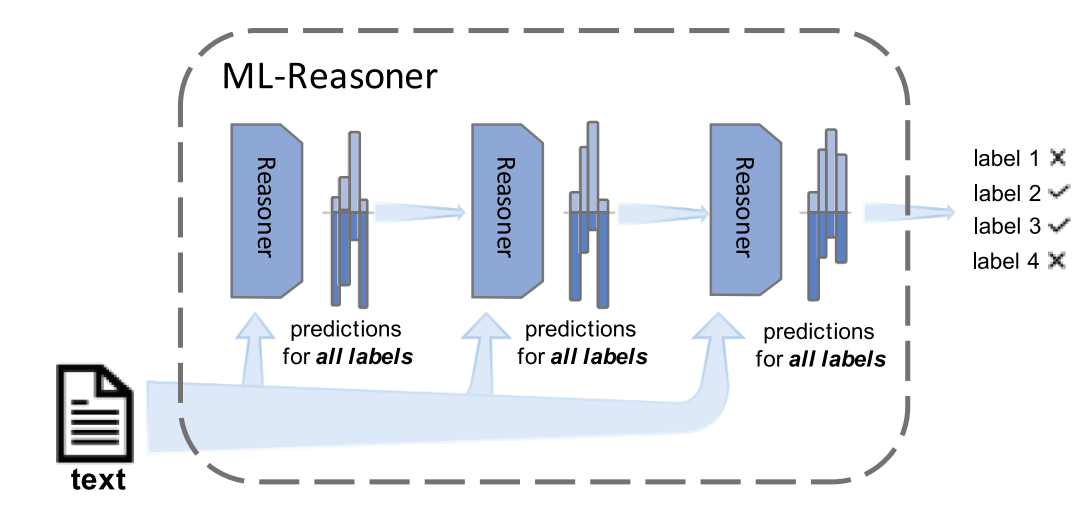 ML-Reasoner
Reasoner
Reasoner
Reasoner
predictions
for all labels
predictions
for all labels
predictions
for all labels
label 1 ✕
label 2 ✓
label 3 ✓
label 4 ✕
text